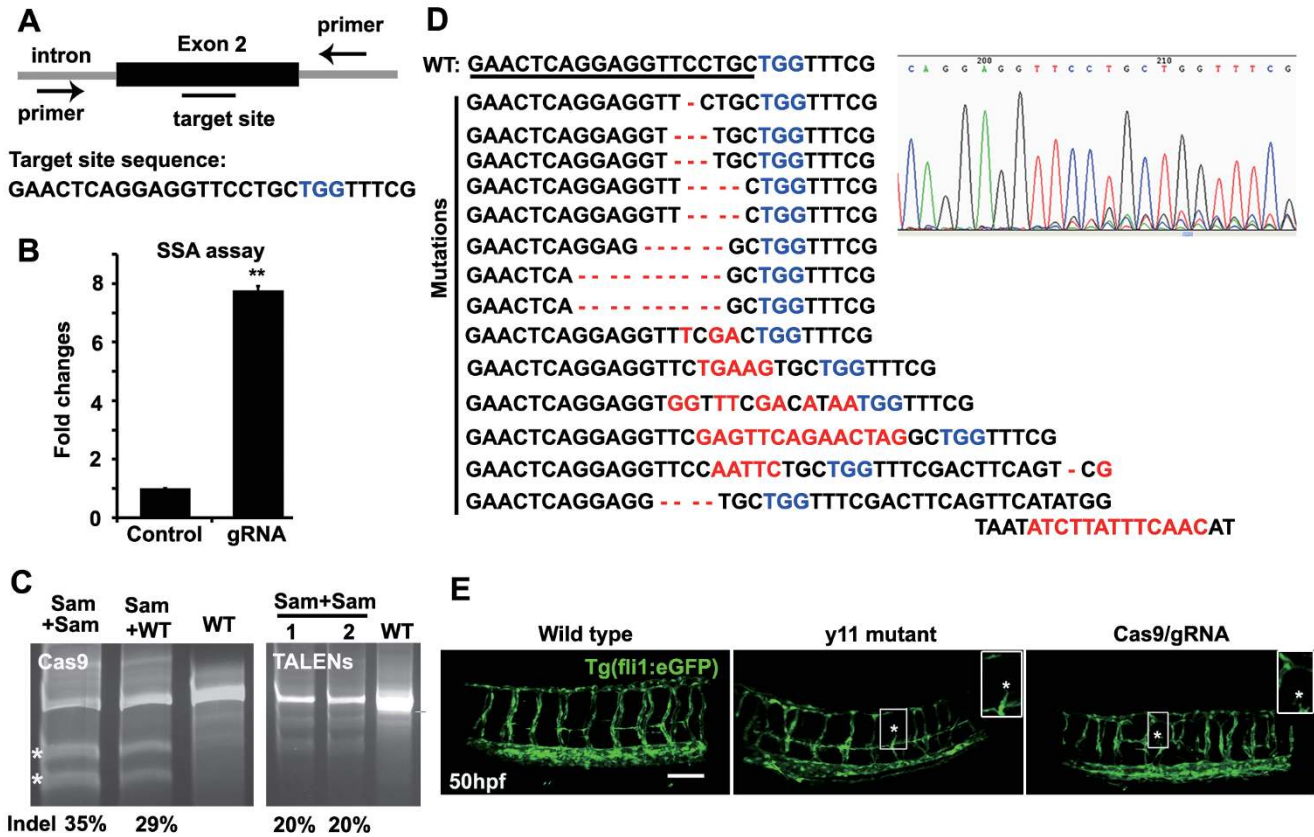 A
intron
Exon 2
primer
primer
target site
Target site sequence:
GAACTCAGGAGGTTCCTGCTGGTTTCG
B
SSA assay
**
Fold changes
8
6
4
2
0
Control
gRNA
C
Sam
+Sam
Sam
+WT
WT
Sam+Sam
1
2
WT
Cas9
TALENs
*
*
Indel 35% 29% 20% 20%
D
WT: GAACTCAGGAGGTTCCTGCTGGTTTCG
200
210
C A G G A G G T T C C T G C T G G T T T C G
Mutations
GAACTCAGGAGGTT - CTGCTGGTTTCG
GAACTCAGGAGGT - - - TGCTGGTTTCG
GAACTCAGGAGGT - - - TGCTGGTTTCG
GAACTCAGGAGGTT - - - - CTGGTTTCG
GAACTCAGGAGGTT - - - - CTGGTTTCG
GAACTCAGGAG - - - - - - GCTGGTTTCG
GAACTCA - - - - - - - - - - GCTGGTTTCG
GAACTCA - - - - - - - - - - GCTGGTTTCG
GAACTCAGGAGGTTTCGACTGGTTTCG
GAACTCAGGAGGTTCTGAAGTGCTGGTTTCG
GAACTCAGGAGGTGGTTTCGACATAATGGTTTCG
GAACTCAGGAGGTTCGAGTTCAGAACTAGGCTGGTTTCG
GAACTCAGGAGGTTCCAATTCTGCTGGTTTCGACTTCAGT - CG
GAACTCAGGAGG - - - - TGCTGGTTTCGACTTCAGTTCATATGG
TAATATCTTATTTCAACAT
E
Wild type
y11 mutant
Cas9/gRNA
Tg(fli1:eGFP)
50hpf
*
*
*
*